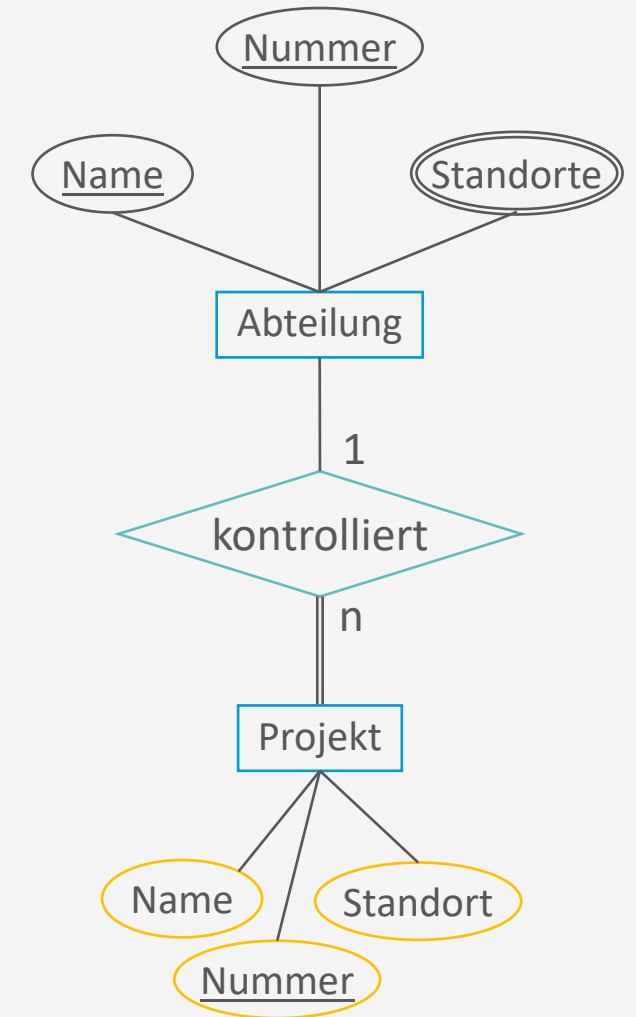 Nummer
Name
Standorte
Abteilung
1
kontrolliert
n
Projekt
Name
Standort
Nummer